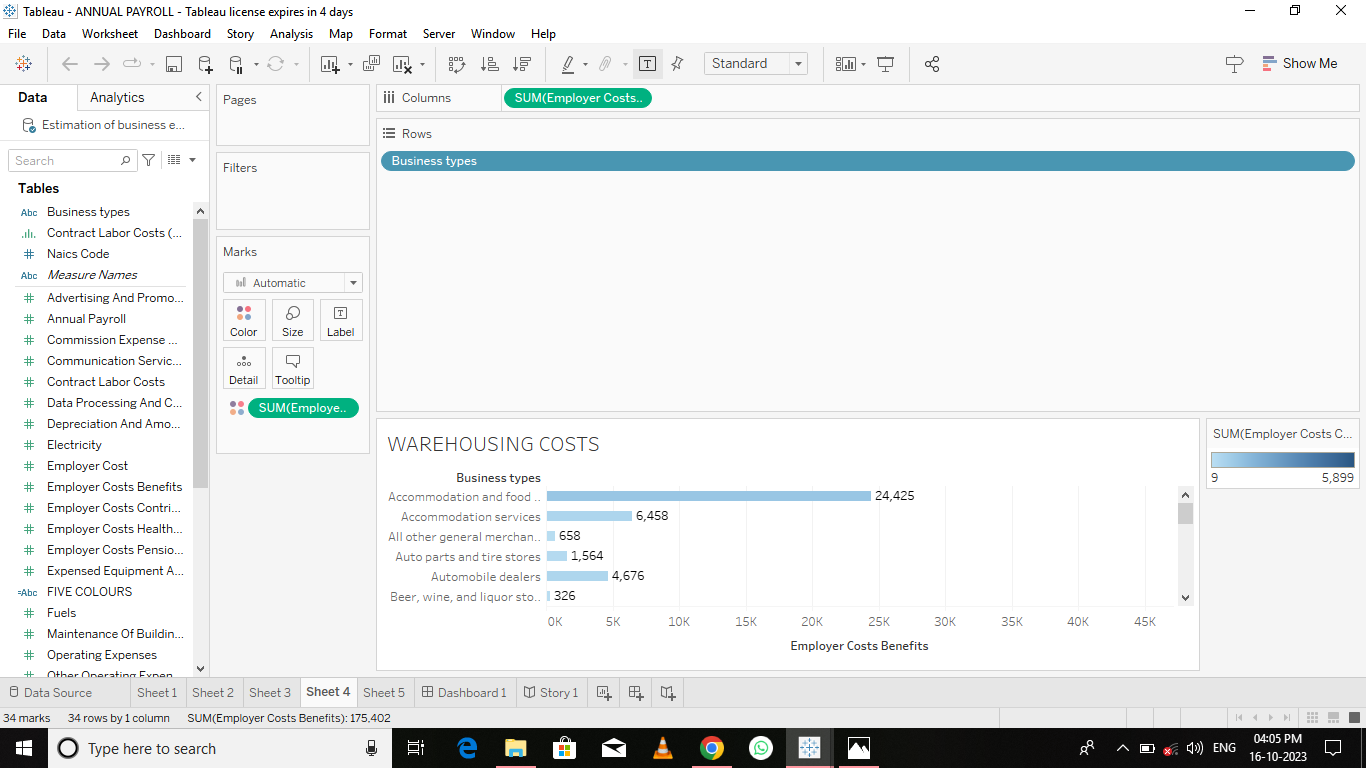 Tableau - ANNUAL PAYROLL - Tableau license expires in 4 days
File Data Worksheet Dashboard Story Analysis Map Format Server Window Help
Standard
Show Me
Data Analytics
Estimation of business e...
Search
Tables
Abc Business types
Contract Labor Costs (...
# Naics Code
Abc Measure Names
# Advertising And Promo...
# Annual Payroll
# Commission Expense ...
# Communication Servic...
# Contract Labor Costs
# Data Processing And C...
# Depreciation And Amo...
# Electricity
# Employer Cost
# Employer Costs Benefits
# Employer Costs Contri...
# Employer Costs Health...
# Employer Costs Pensio...
# Expensed Equipment A...
=Abc FIVE COLOURS
# Fuels
# Maintenance Of Buildin...
# Operating Expenses
# Other Operating Expen
Pages
Filters
Marks
Automatic
Color Size Label
Detail Tooltip
SUM(Employe..
Columns SUM(Employer Costs..
Rows
Business types
WAREHOUSING COSTS
Business types
Accommodation and food .. 24,425
Accommodation services 6,458
All other general merchan.. 658
Auto parts and tire stores 1,564
Automobile dealers 4,676
Beer, wine, and liquor sto.. 326
0K 5K 10K 15K 20K 25K 30K 35K 40K 45K
Employer Costs Benefits
SUM(Employer Costs C...
9 5,899
Data Source Sheet 1 Sheet 2 Sheet 3 Sheet 4 Sheet 5 Dashboard 1 Story 1
34 marks 34 rows by 1 column SUM(Employer Costs Benefits): 175,402
Type here to search
ENG
04:05 PM
16-10-2023